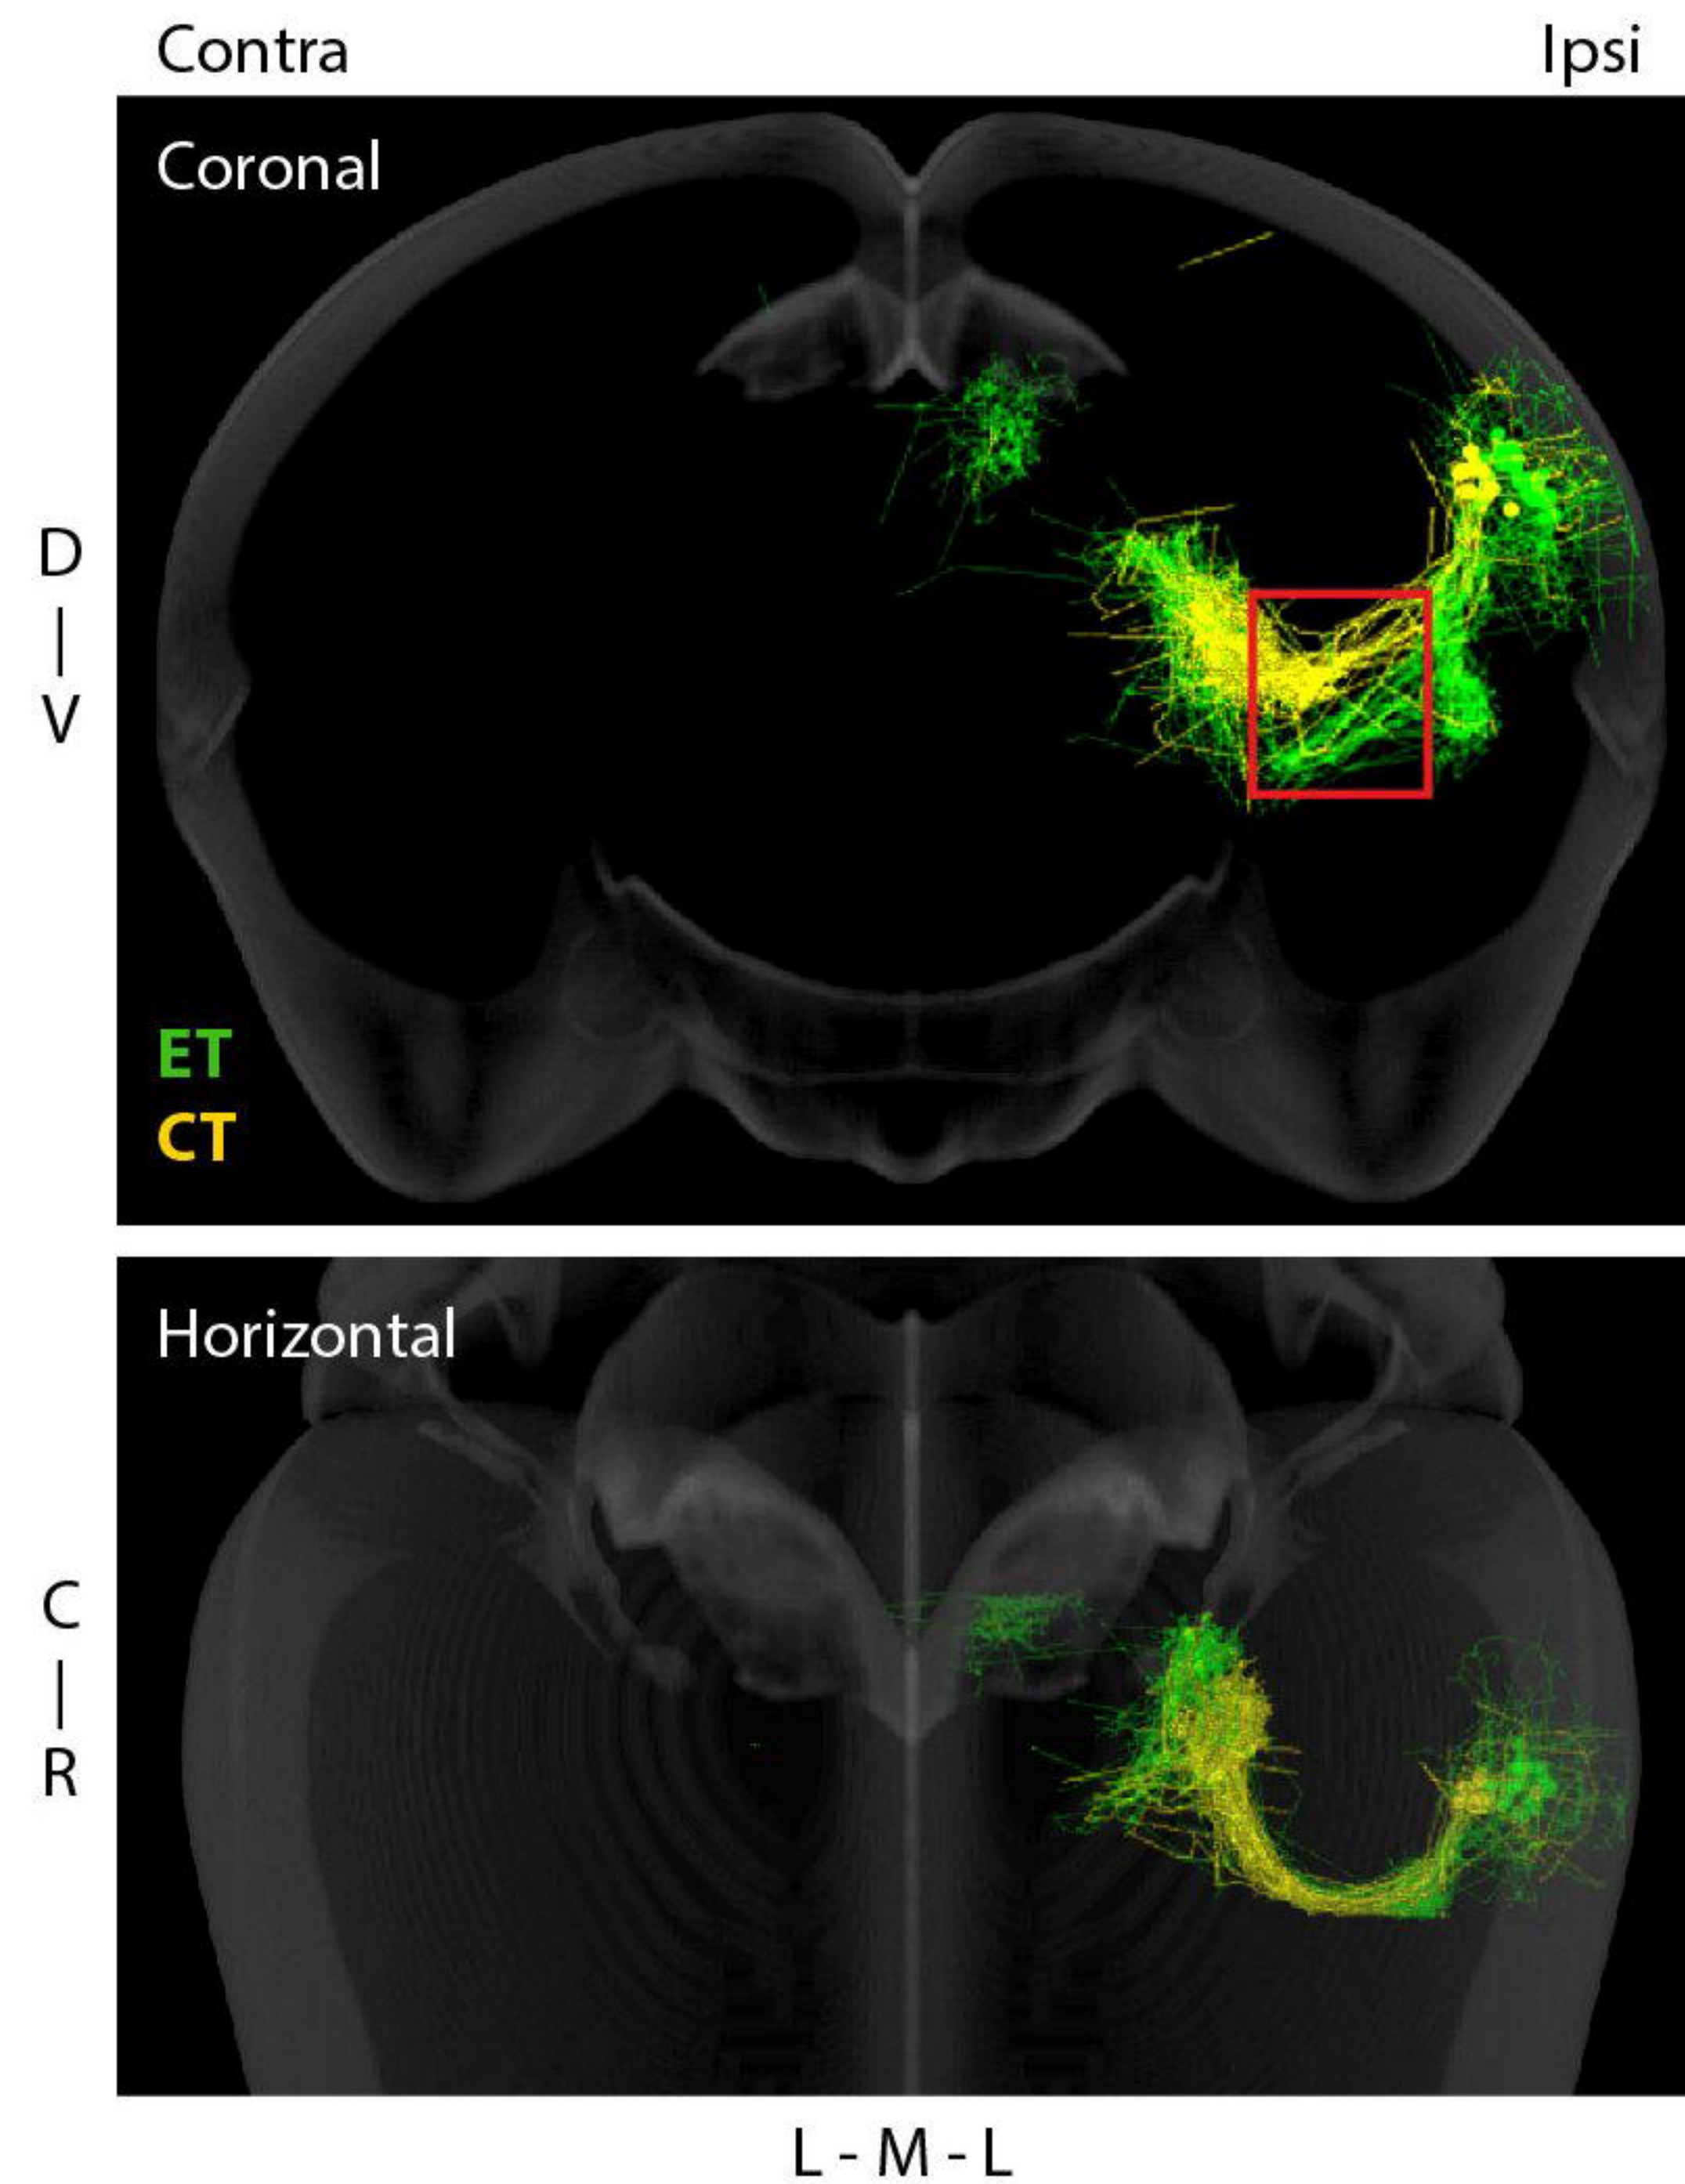 Contra
Ipsi
Coronal
D
|
V
ET
CT
Horizontal
C
|
R
L - M - L